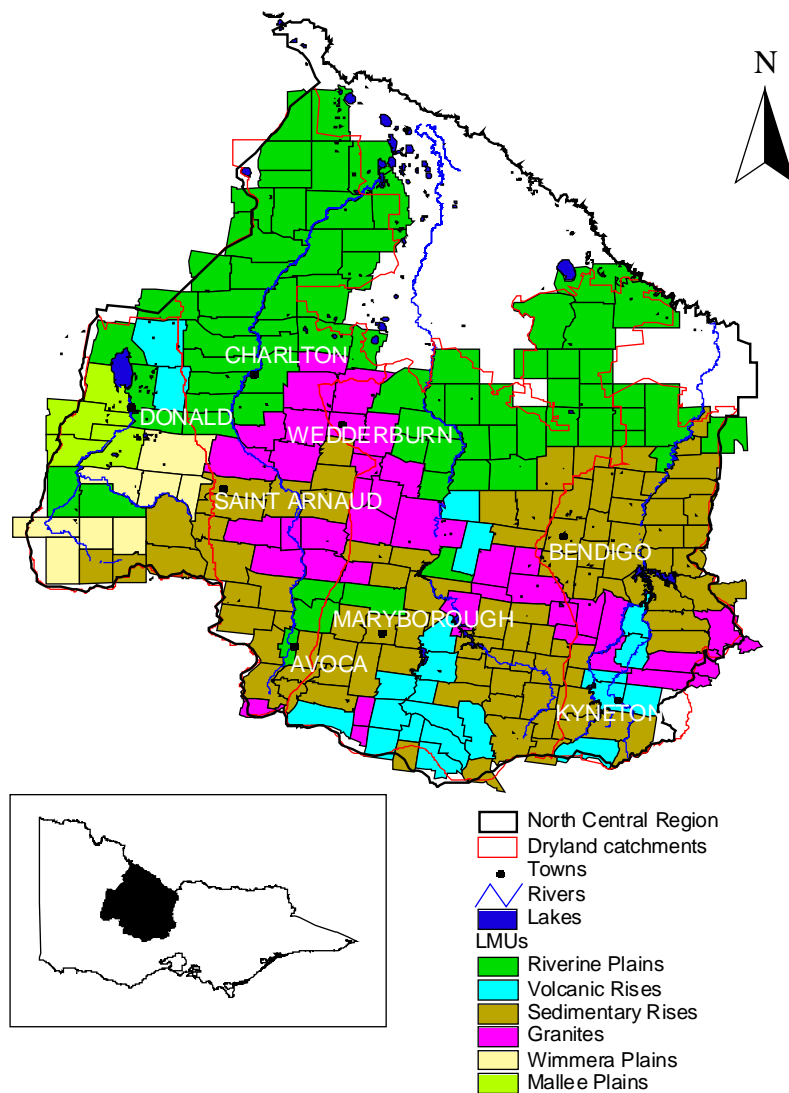 N
CHARLTON
DONALD
WEDDERBURN
SAINT ARNAUD
BENDIGO
MARYBOROUGH
AVOCA
KYNETON
North Central Region
Dryland catchments
Towns
Rivers
Lakes
LMUs
Riverine Plains
Volcanic Rises
Sedimentary Rises
Granites
Wimmera Plains
Mallee Plains